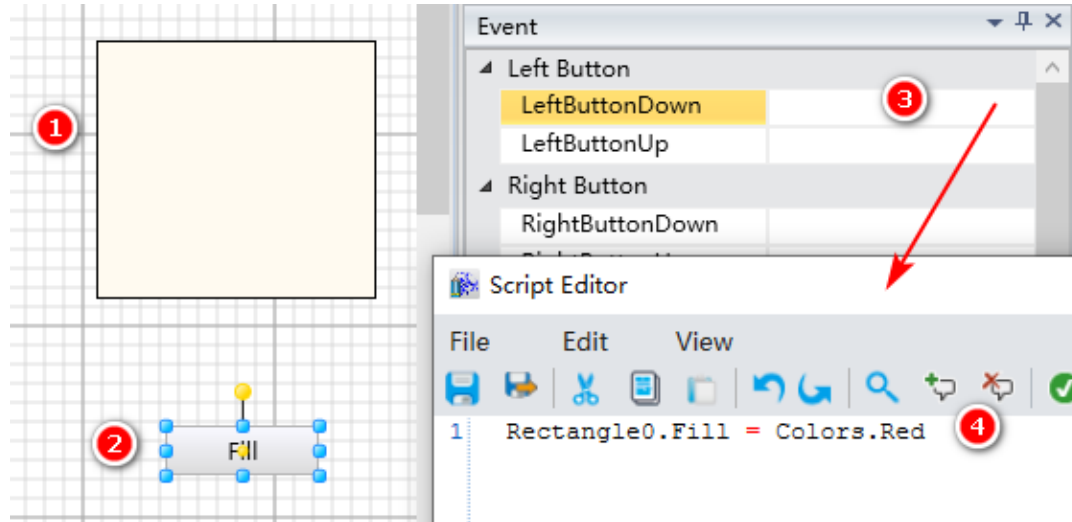 Event
Left Button
1
LeftButtonDown
3
LeftButtonUp
Right Button
RightButtonDown
Script Editor
File Edit View
2
Fill
1 Rectangle0.Fill = Colors.Red
4